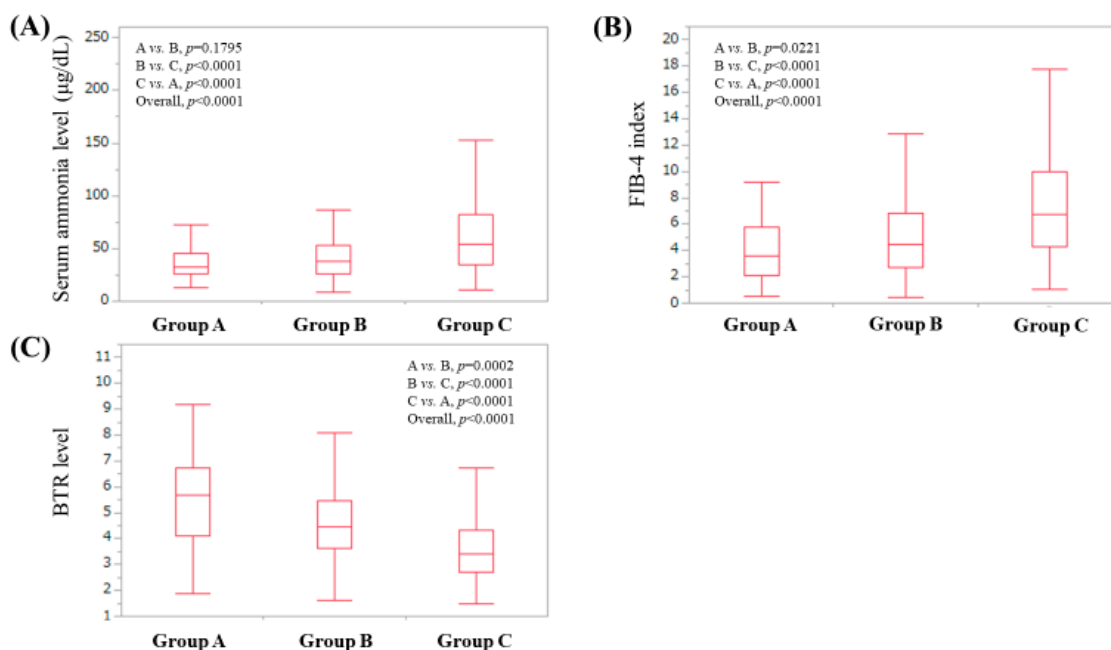 (A)
Serum ammonia level (µg/dL)
250
200
150
100
50
0
A vs. B, p=0.1795
B vs. C, p<0.0001
C vs. A, p<0.0001
Overall, p<0.0001
Group A Group B Group C
(B)
FIB-4 index
20
18
16
14
12
10
8
6
4
2
0
A vs. B, p=0.0221
B vs. C, p<0.0001
C vs. A, p<0.0001
Overall, p<0.0001
Group A Group B Group C
(C)
BTR level
11
10
9
8
7
6
5
4
3
2
1
A vs. B, p=0.0002
B vs. C, p<0.0001
C vs. A, p<0.0001
Overall, p<0.0001
Group A Group B Group C